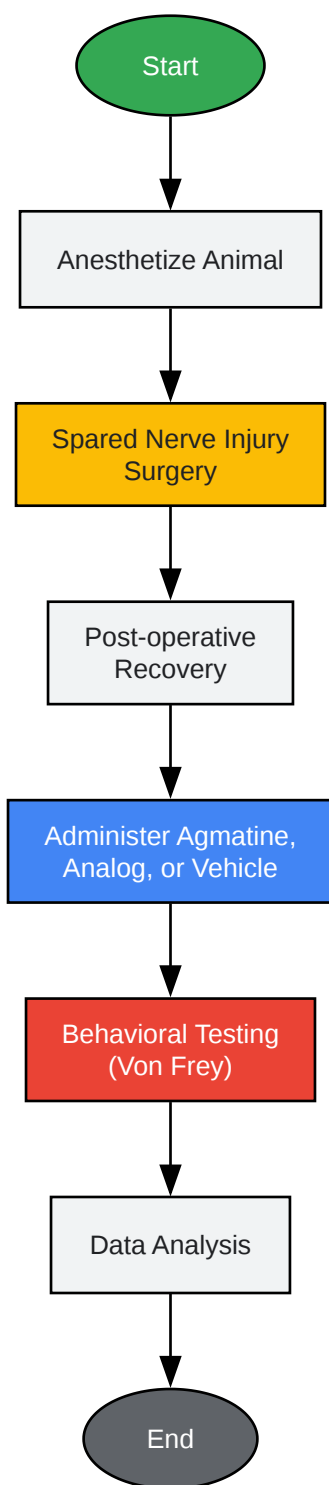 Start
Anesthetize Animal
Spared Nerve Injury
Surgery
Post-operative
Recovery
Administer Agmatine,
Analog, or Vehicle
Behavioral Testing
(Von Frey)
Data Analysis
End